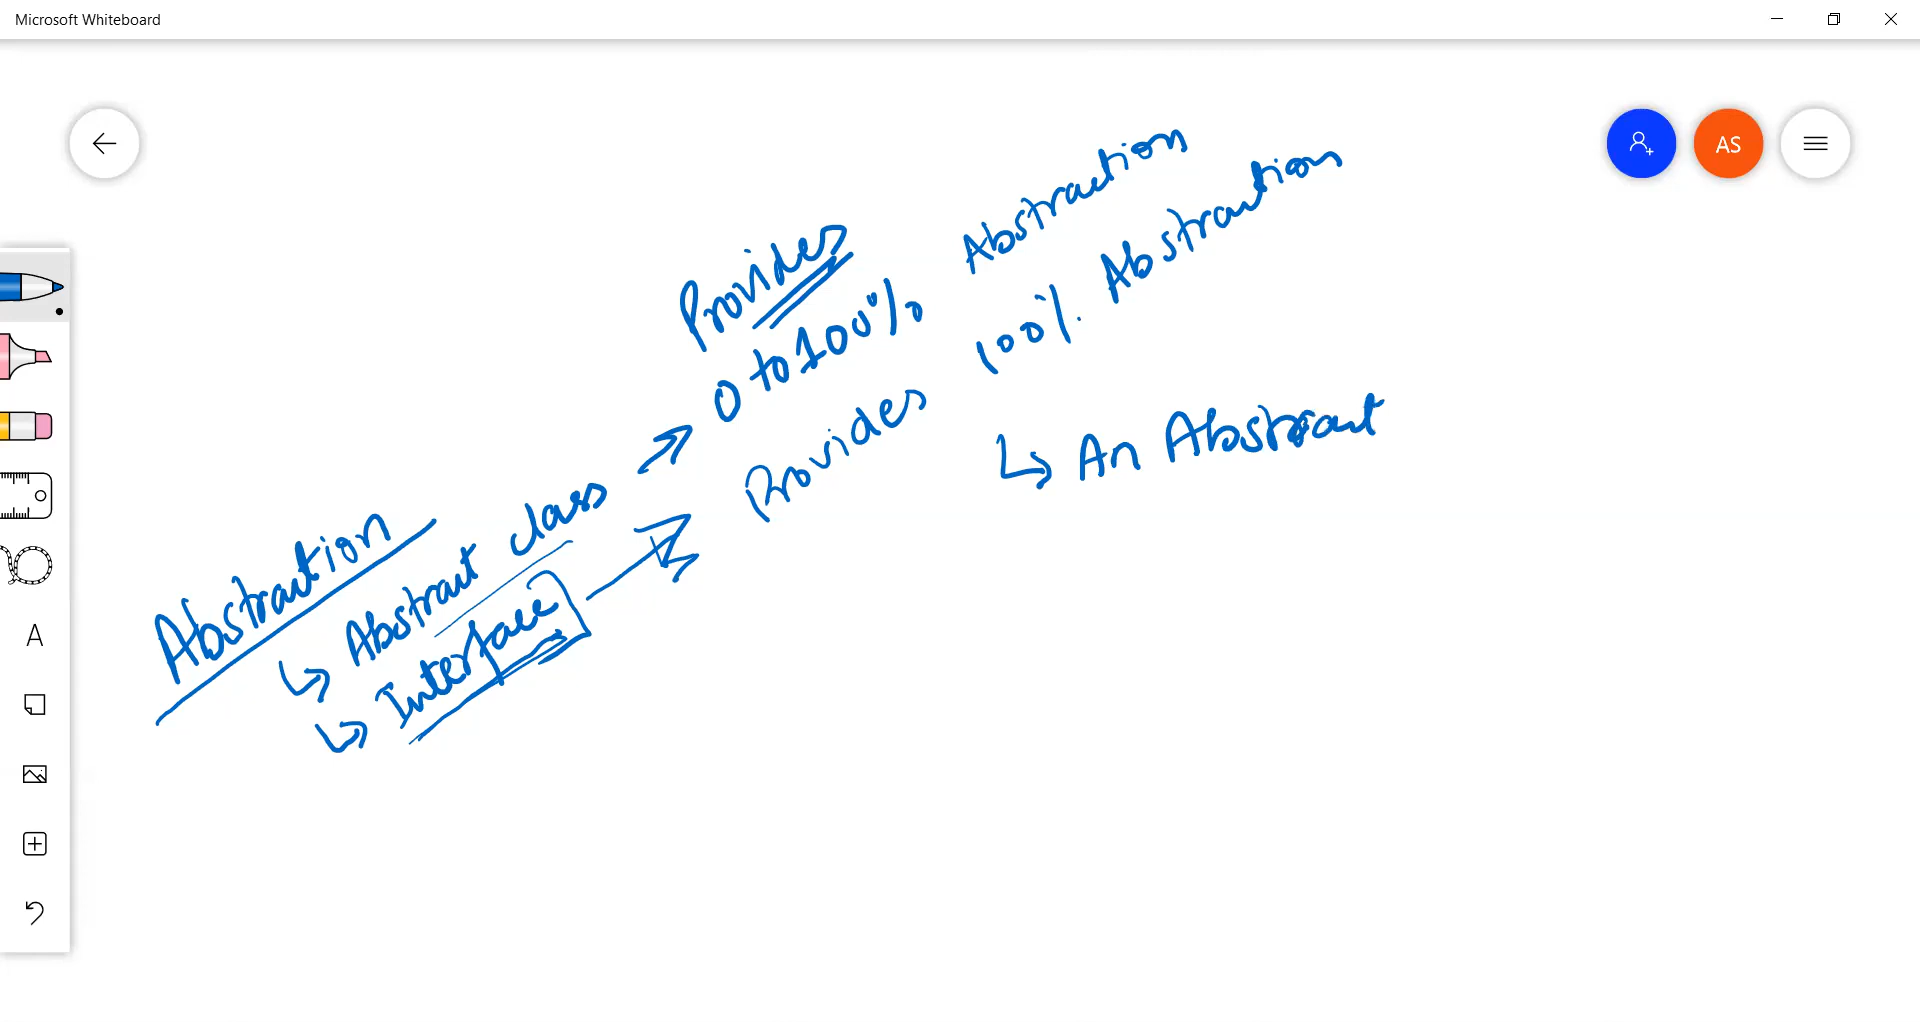 Microsoft Whiteboard
AS
Abstraction
↳ Abstract class → Provides 0 to 100% Abstraction
↳ Interface → Provides 100%. Abstraction
↳ An Abstract
A